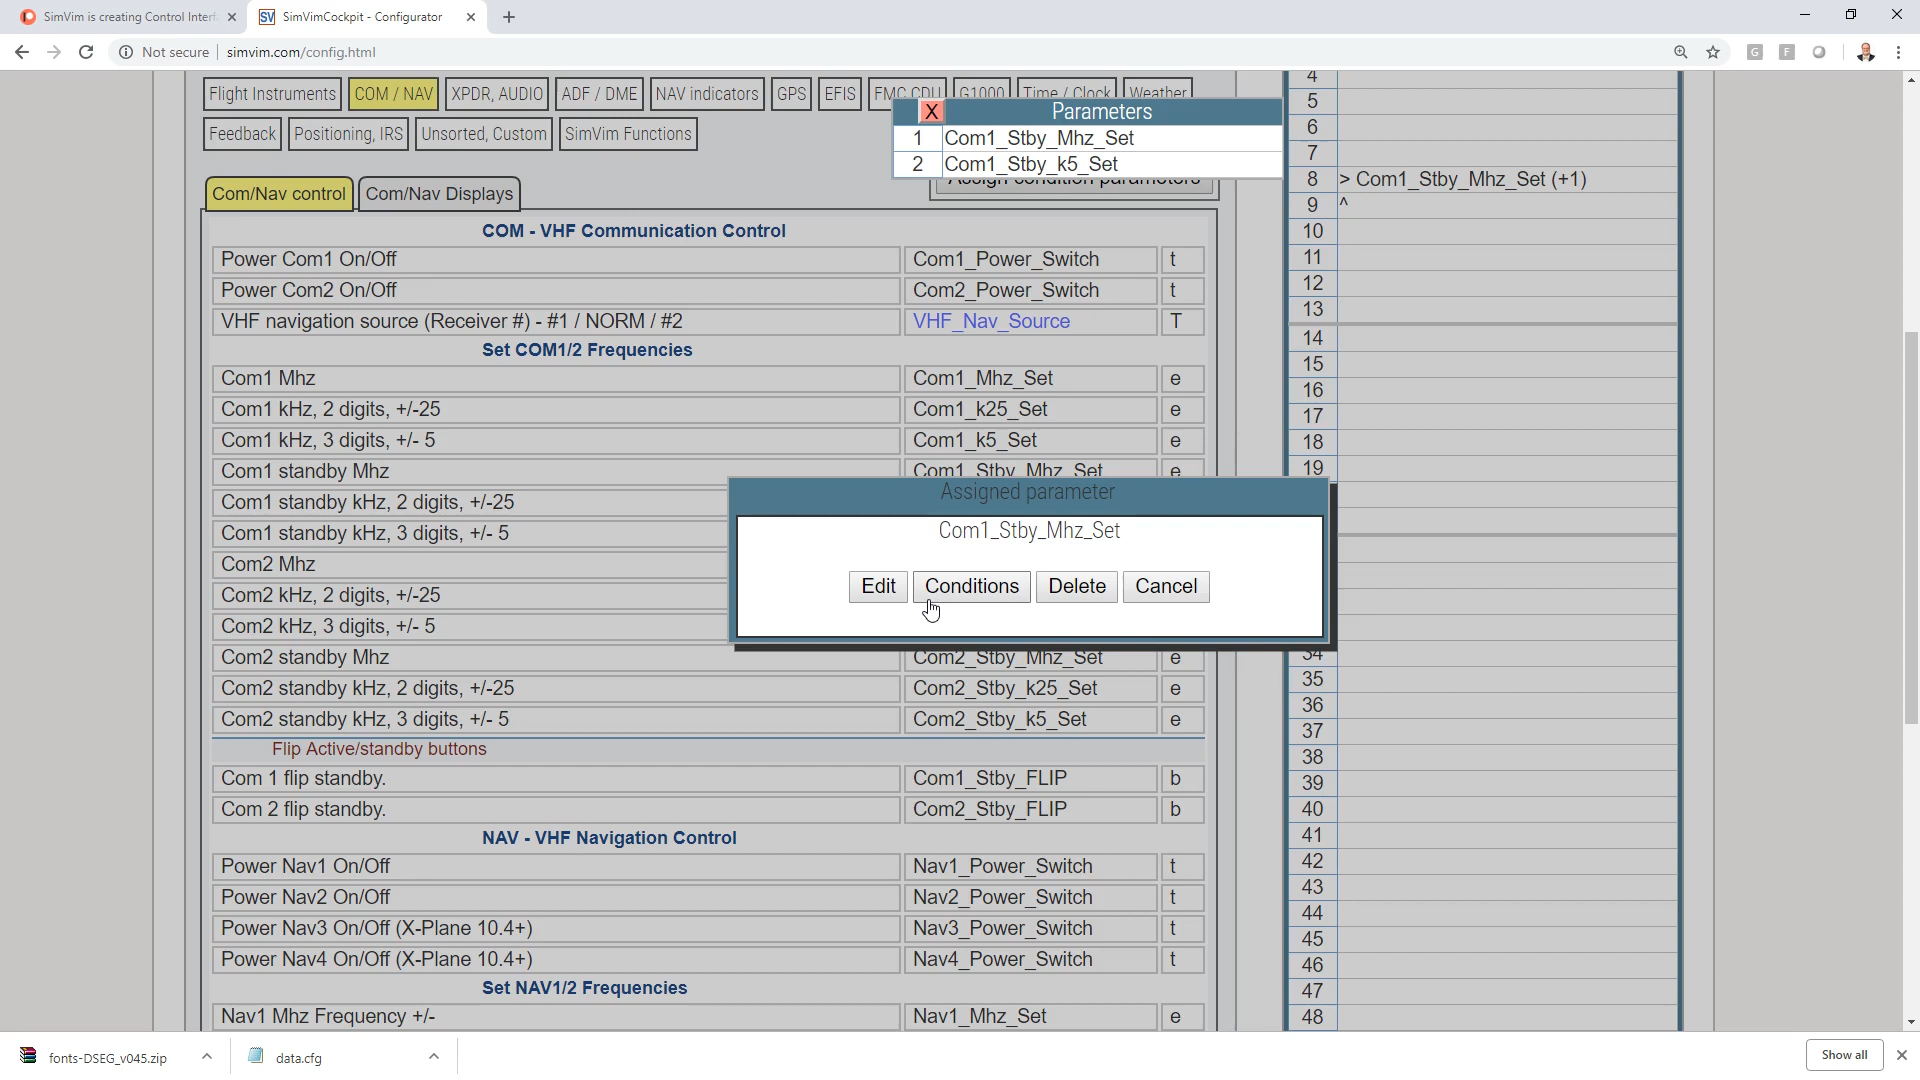 SimVim is creating Control Interf
SimVimCockpit - Configurator
Not secure simvim.com/config.html
Flight Instruments COM / NAV XPDR, AUDIO ADF / DME NAV indicators GPS EFIS FMC CDU G1000 Time / Clock Weather
Feedback Positioning, IRS Unsorted, Custom SimVim Functions
X Parameters
1 Com1_Stby_Mhz_Set
2 Com1_Stby_k5_Set
Assign condition parameters
Com/Nav control Com/Nav Displays
COM - VHF Communication Control
Power Com1 On/Off Com1_Power_Switch t
Power Com2 On/Off Com2_Power_Switch t
VHF navigation source (Receiver #) - #1 / NORM / #2 VHF_Nav_Source T
Set COM1/2 Frequencies
Com1 Mhz Com1_Mhz_Set e
Com1 kHz, 2 digits, +/-25 Com1_k25_Set e
Com1 kHz, 3 digits, +/- 5 Com1_k5_Set e
Com1 standby Mhz Com1_Stby_Mhz_Set e
Com1 standby kHz, 2 digits, +/-25
Com1 standby kHz, 3 digits, +/- 5
Com2 Mhz
Com2 kHz, 2 digits, +/-25
Com2 kHz, 3 digits, +/- 5
Com2 standby Mhz Com2_Stby_Mhz_Set e
Com2 standby kHz, 2 digits, +/-25 Com2_Stby_k25_Set e
Com2 standby kHz, 3 digits, +/- 5 Com2_Stby_k5_Set e
Flip Active/standby buttons
Com 1 flip standby. Com1_Stby_FLIP b
Com 2 flip standby. Com2_Stby_FLIP b
NAV - VHF Navigation Control
Power Nav1 On/Off Nav1_Power_Switch t
Power Nav2 On/Off Nav2_Power_Switch t
Power Nav3 On/Off (X-Plane 10.4+) Nav3_Power_Switch t
Power Nav4 On/Off (X-Plane 10.4+) Nav4_Power_Switch t
Set NAV1/2 Frequencies
Nav1 Mhz Frequency +/- Nav1_Mhz_Set e
Assigned parameter
Com1_Stby_Mhz_Set
Edit Conditions Delete Cancel
4
5
6
7
8 > Com1_Stby_Mhz_Set (+1)
9 ^
10
11
12
13
14
15
16
17
18
19
34
35
36
37
38
39
40
41
42
43
44
45
46
47
48
fonts-DSEG_v045.zip
data.cfg
Show all